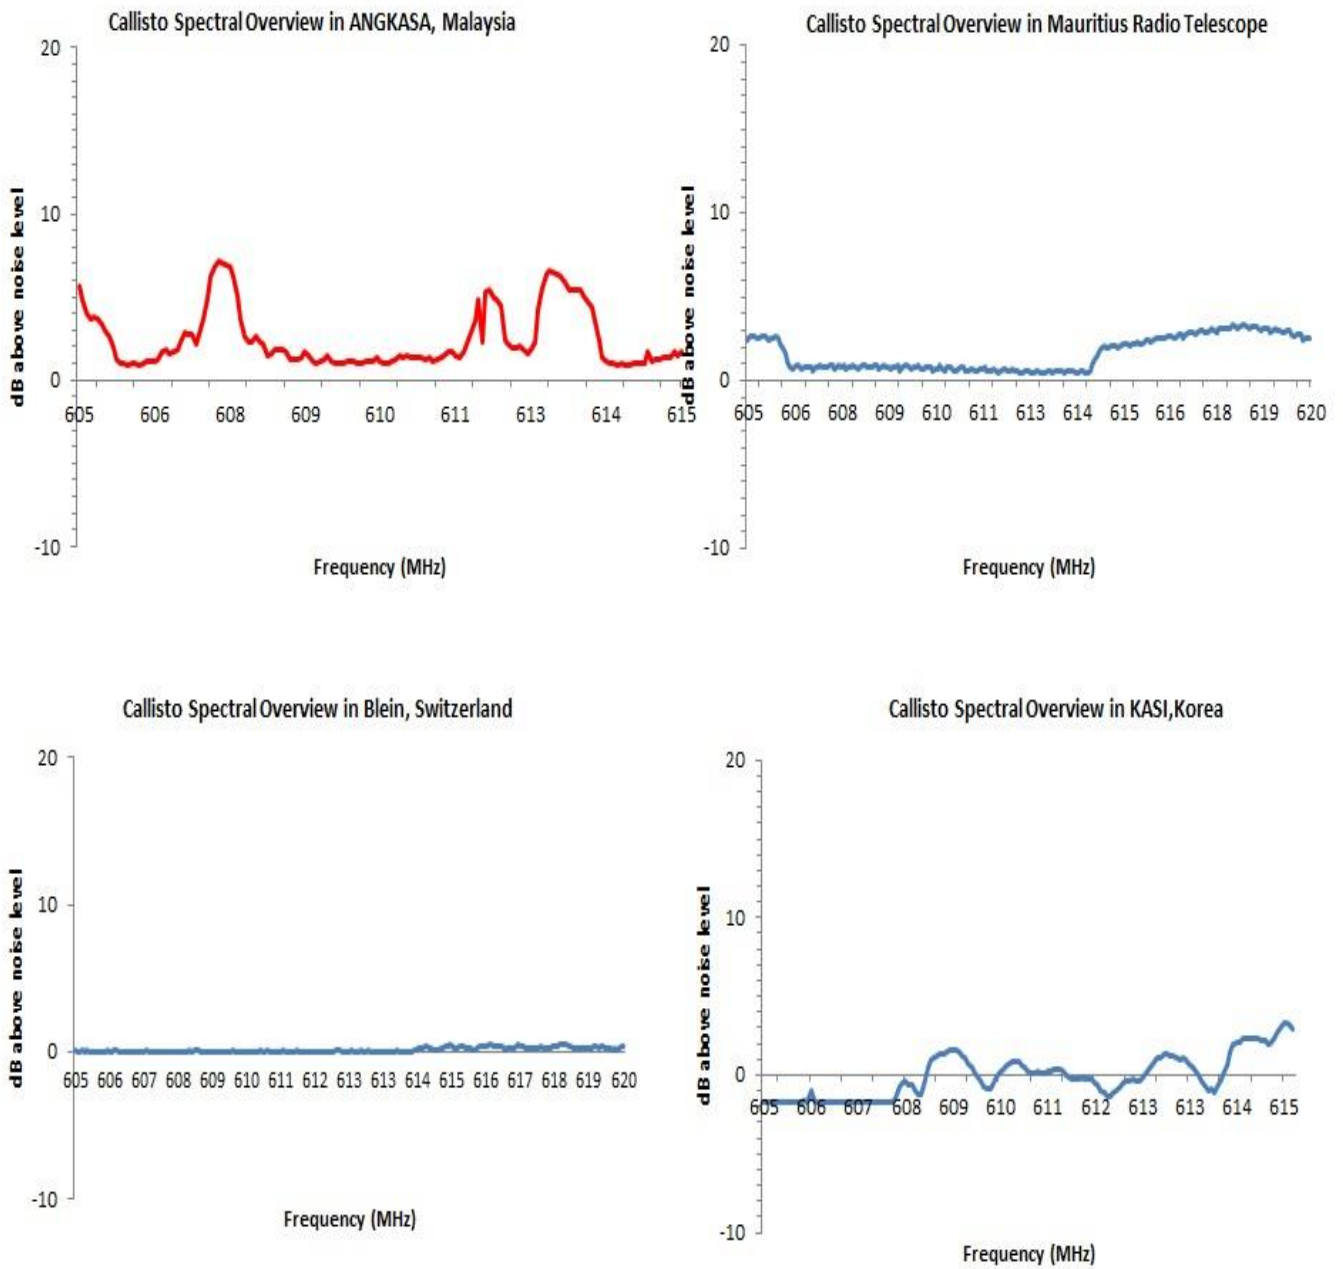 Callisto Spectral Overview in ANGKASA, Malaysia
20
10
0
-10
dB above noise level
605 606 608 609 610 611 613 614 615
Frequency (MHz)
Callisto Spectral Overview in Mauritius Radio Telescope
20
10
0
-10
dB above noise level
605 606 608 609 610 611 613 614 615 616 618 619 620
Frequency (MHz)
Callisto Spectral Overview in Blein, Switzerland
20
10
0
-10
dB above noise level
605 606 607 608 609 610 611 612 613 613 614 615 616 617 618 619 620
Frequency (MHz)
Callisto Spectral Overview in KASI,Korea
20
10
0
-10
dB above noise level
605 606 607 608 609 610 611 612 613 613 614 615
Frequency (MHz)